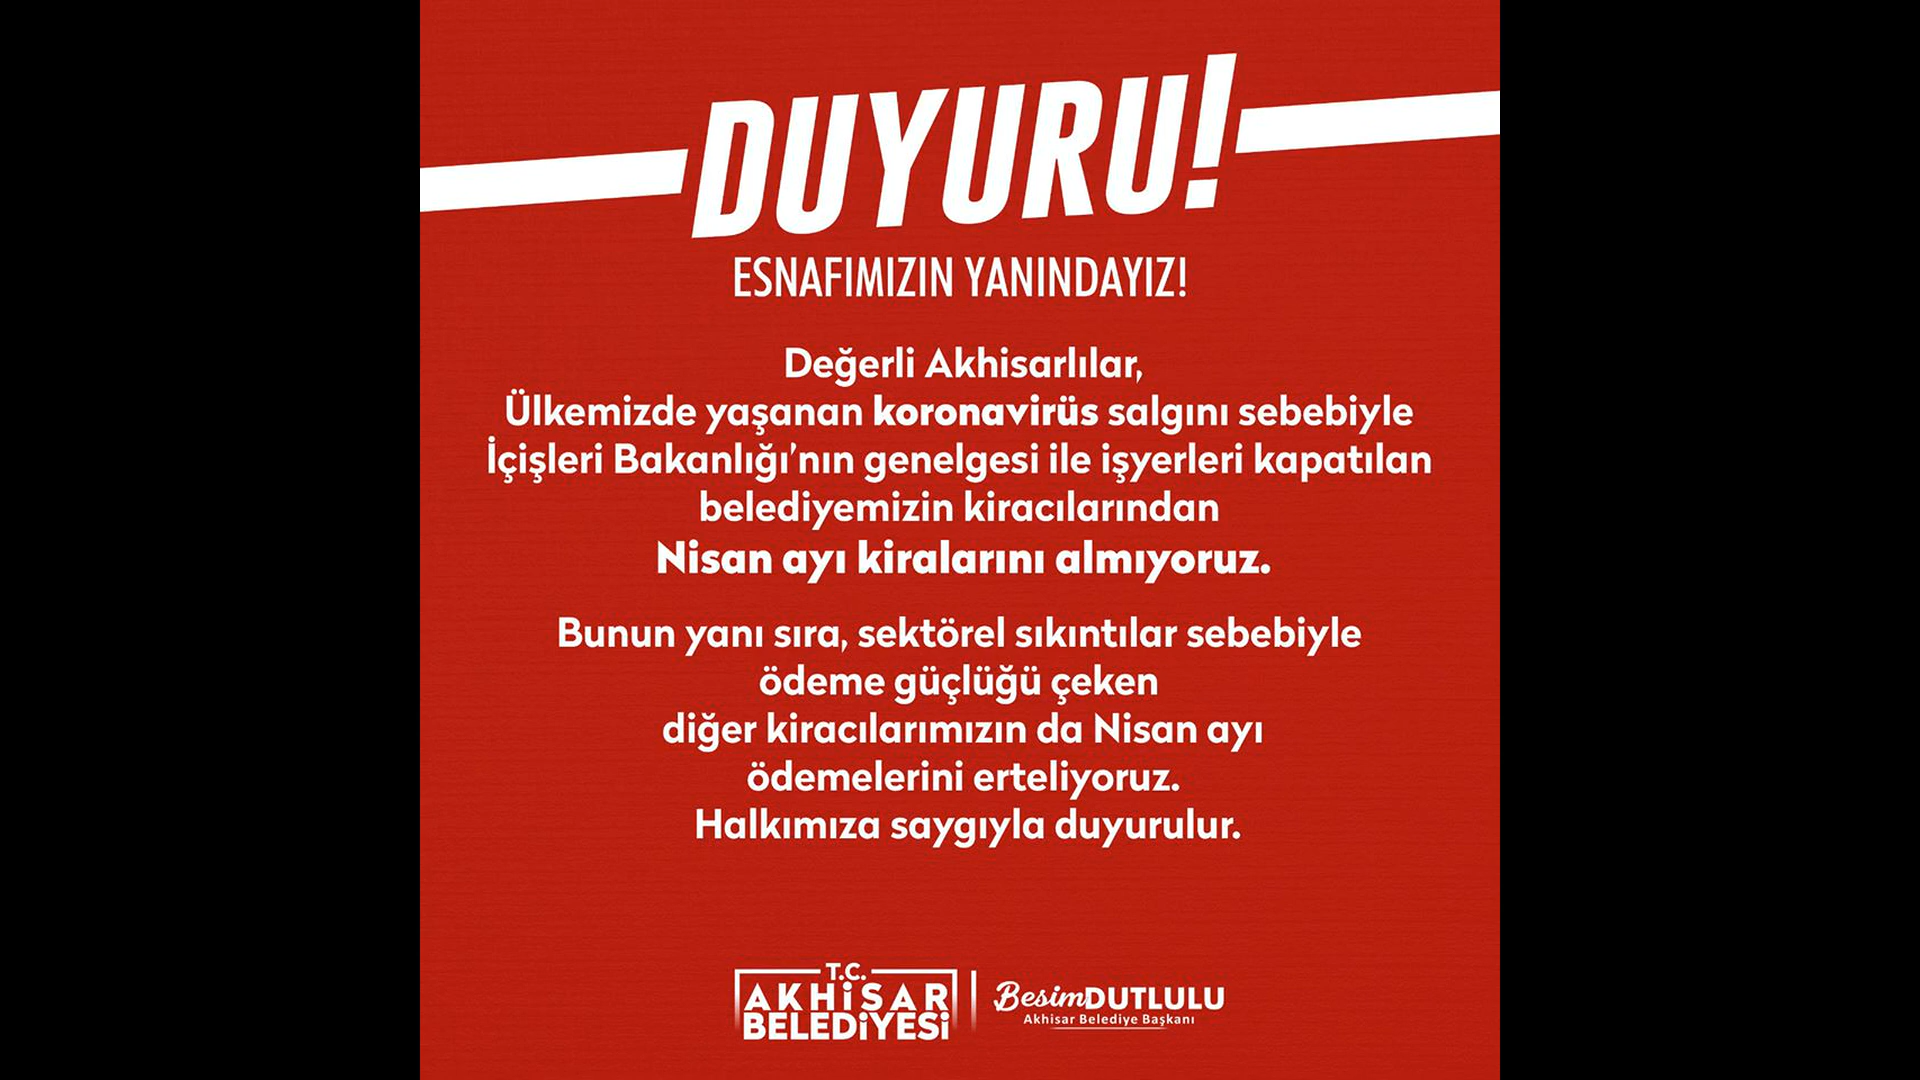 DUYURU!
ESNAFIMIZIN YANINDAYIZ!
Değerli Akhisarlılar,
Ülkemizde yaşanan koronavirüs salgını sebebiyle
İçişleri Bakanlığı'nın genelgesi ile işyerleri kapatılan
belediyemizin kiracılarından
Nisan ayı kiralarını almıyoruz.
Bunun yanı sıra, sektörel sıkıntılar sebebiyle
ödeme güçlüğü çeken
diğer kiracılarımızın da Nisan ayı
ödemelerini erteliyoruz.
Halkımıza saygıyla duyurulur.
T.C.
AKHİSAR
BELEDİYESİ
BesimDUTLULU
Akhisar Belediye Başkanı